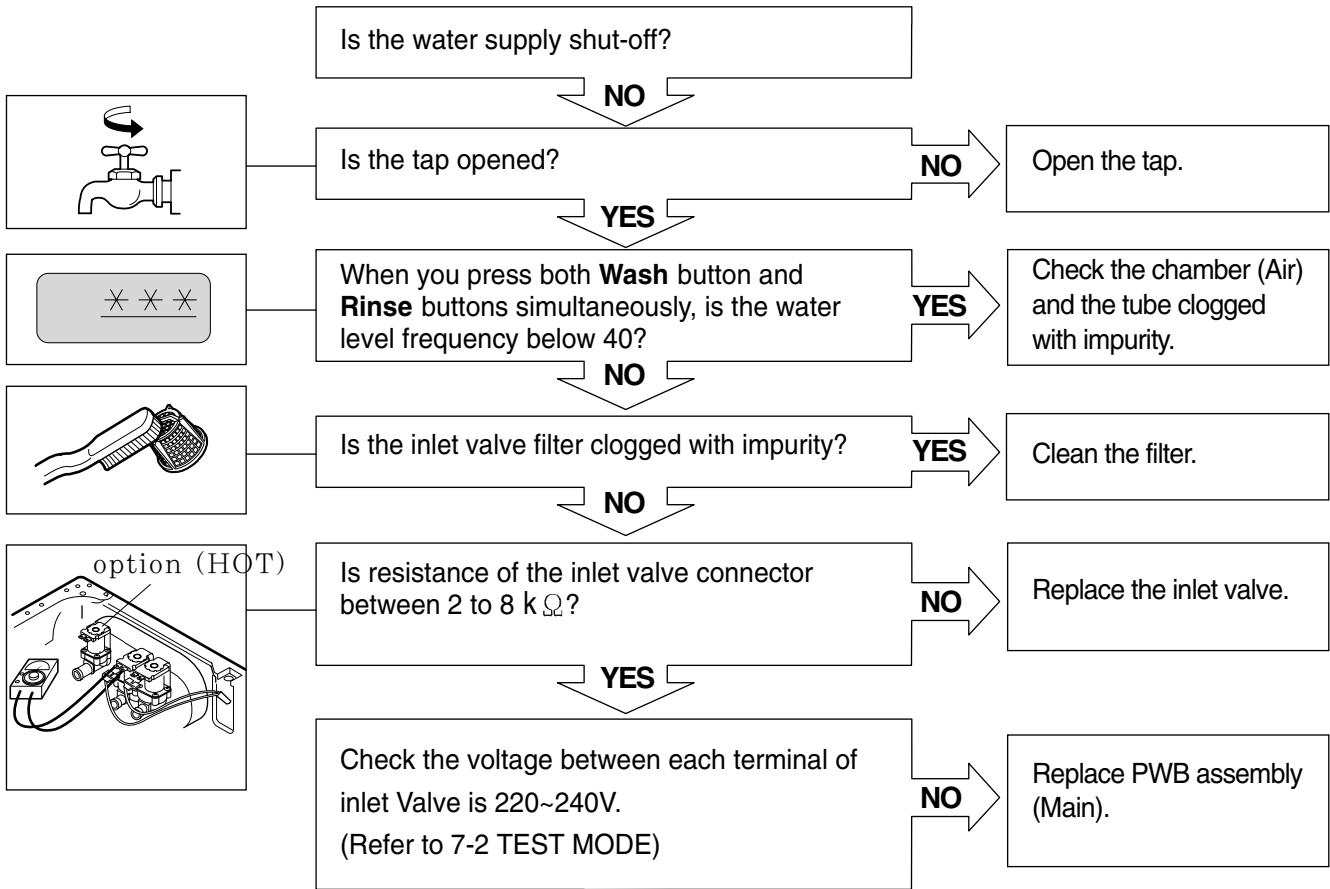 Is the water supply shut-off?
NO
Is the tap opened?
NO
Open the tap.
YES
When you press both Wash button and
Rinse buttons simultaneously, is the water
level frequency below 40?
YES
Check the chamber (Air)
and the tube clogged
with impurity.
* * *
NO
Is the inlet valve filter clogged with impurity?
YES
Clean the filter.
NO
option (HOT)
Is resistance of the inlet valve connector
between 2 to 8 k Ω?
NO
Replace the inlet valve.
YES
Check the voltage between each terminal of
inlet Valve is 220~240V.
(Refer to 7-2 TEST MODE)
NO
Replace PWB assembly
(Main).